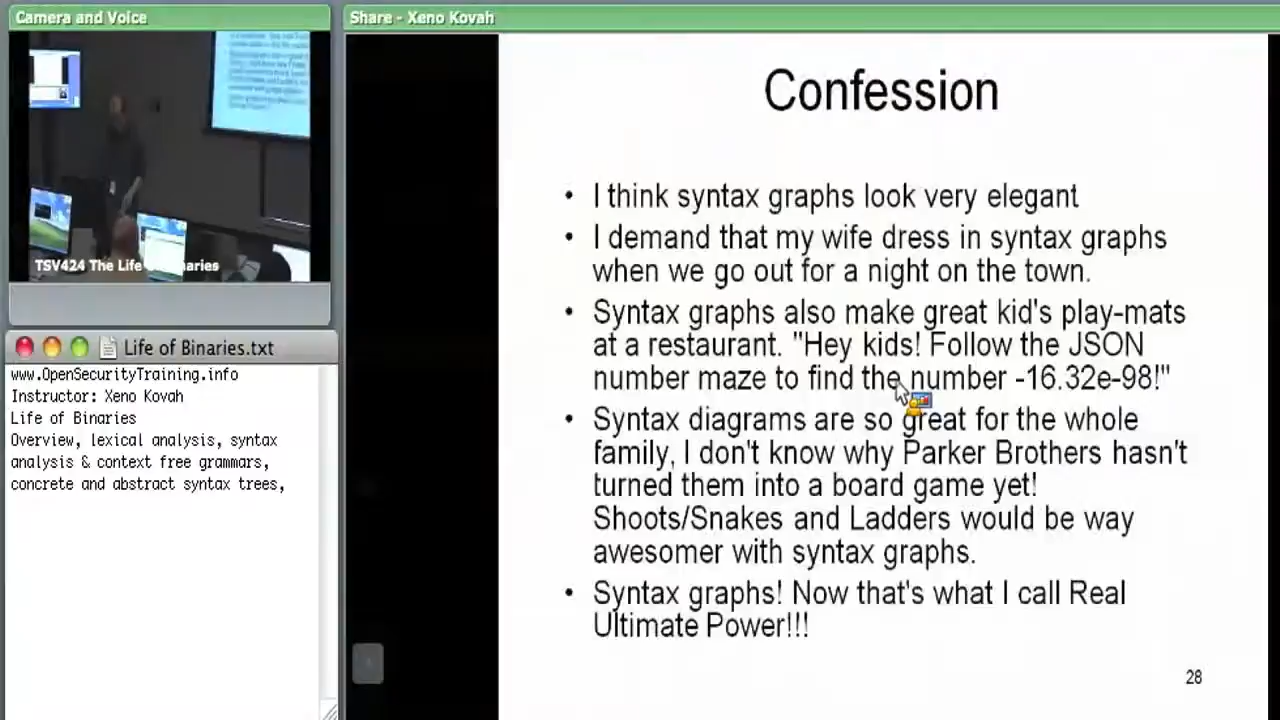 Camera and Voice
TSV424 The Life
naries
Life of Binaries.txt
www.OpenSecurityTraining.info
Instructor: Xeno Kovah
Life of Binaries
Overview, lexical analysis, syntax
analysis & context free grammars,
concrete and abstract syntax trees,
Share - Xeno Kovah
Confession
• I think syntax graphs look very elegant
• I demand that my wife dress in syntax graphs
when we go out for a night on the town.
• Syntax graphs also make great kid's play-mats
at a restaurant. "Hey kids! Follow the JSON
number maze to find the number -16.32e-98!"
• Syntax diagrams are so great for the whole
family, I don't know why Parker Brothers hasn't
turned them into a board game yet!
Shoots/Snakes and Ladders would be way
awesomer with syntax graphs.
• Syntax graphs! Now that's what I call Real
Ultimate Power!!!
28